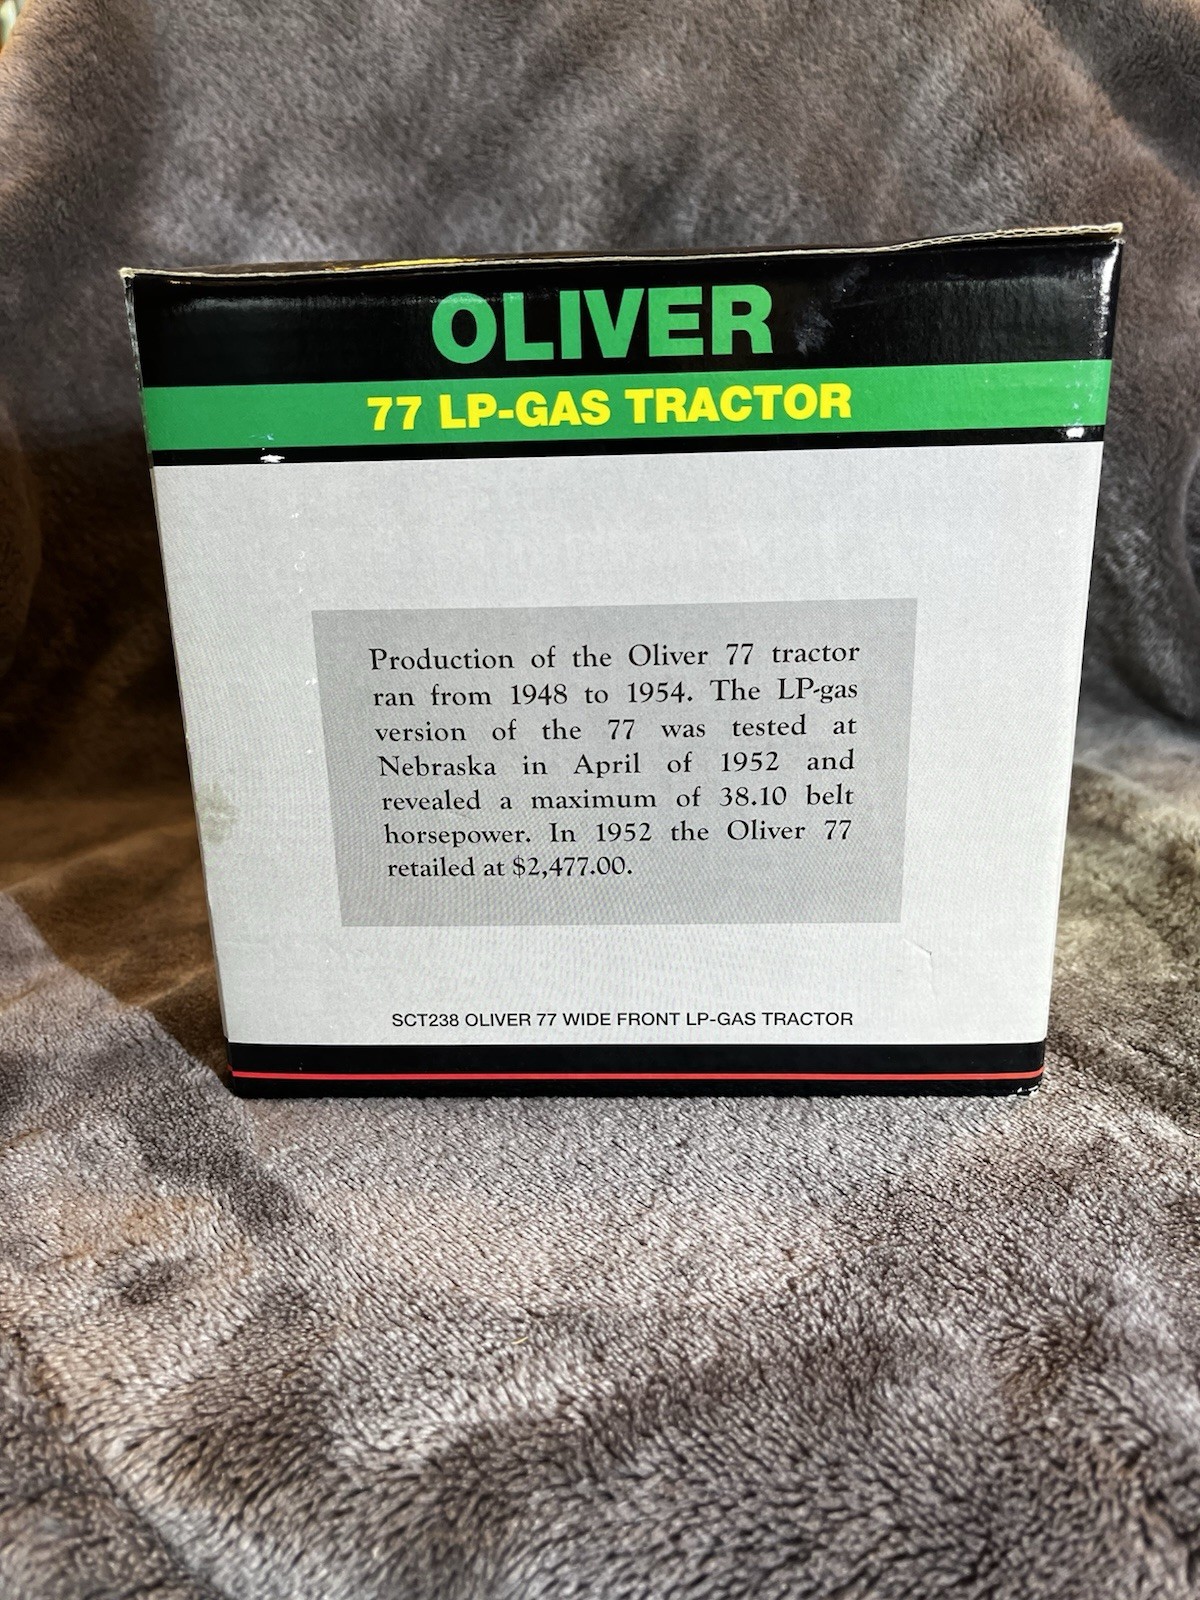 OLIVER
77 LP-GAS TRACTOR
Production of the Oliver 77 tractor
ran from 1948 to 1954. The LP-gas
version of the 77 was tested at
Nebraska in April of 1952 and
revealed a maximum of 38.10 belt
horsepower. In 1952 the Oliver 77
retailed at $2,477.00.
SCT238 OLIVER 77 WIDE FRONT LP-GAS TRACTOR